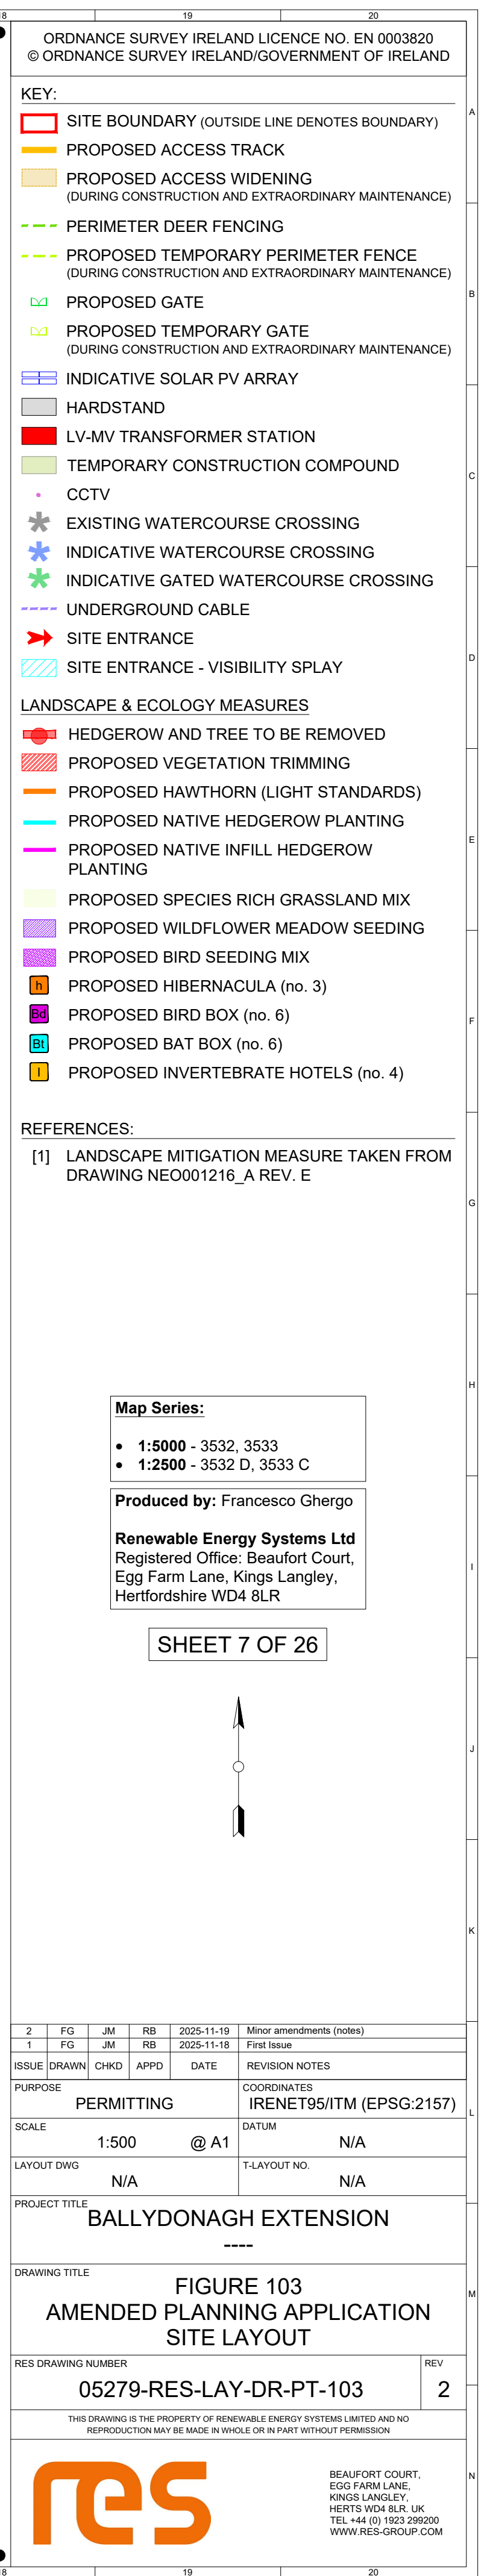 18 19 20
ORDNANCE SURVEY IRELAND LICENCE NO. EN 0003820
© ORDNANCE SURVEY IRELAND/GOVERNMENT OF IRELAND
KEY:
SITE BOUNDARY (OUTSIDE LINE DENOTES BOUNDARY)
A
PROPOSED ACCESS TRACK
PROPOSED ACCESS WIDENING
(DURING CONSTRUCTION AND EXTRAORDINARY MAINTENANCE)
PERIMETER DEER FENCING
PROPOSED TEMPORARY PERIMETER FENCE
(DURING CONSTRUCTION AND EXTRAORDINARY MAINTENANCE)
B
PROPOSED GATE
PROPOSED TEMPORARY GATE
(DURING CONSTRUCTION AND EXTRAORDINARY MAINTENANCE)
INDICATIVE SOLAR PV ARRAY
HARDSTAND
LV-MV TRANSFORMER STATION
TEMPORARY CONSTRUCTION COMPOUND
C
CCTV
EXISTING WATERCOURSE CROSSING
INDICATIVE WATERCOURSE CROSSING
INDICATIVE GATED WATERCOURSE CROSSING
UNDERGROUND CABLE
SITE ENTRANCE
D
SITE ENTRANCE - VISIBILITY SPLAY
LANDSCAPE & ECOLOGY MEASURES
HEDGEROW AND TREE TO BE REMOVED
PROPOSED VEGETATION TRIMMING
PROPOSED HAWTHORN (LIGHT STANDARDS)
PROPOSED NATIVE HEDGEROW PLANTING
E
PROPOSED NATIVE INFILL HEDGEROW
PLANTING
PROPOSED SPECIES RICH GRASSLAND MIX
PROPOSED WILDFLOWER MEADOW SEEDING
PROPOSED BIRD SEEDING MIX
h PROPOSED HIBERNACULA (no. 3)
Bd PROPOSED BIRD BOX (no. 6)
F
Bt PROPOSED BAT BOX (no. 6)
I PROPOSED INVERTEBRATE HOTELS (no. 4)
REFERENCES:
[1] LANDSCAPE MITIGATION MEASURE TAKEN FROM
DRAWING NEO001216_A REV. E
G
H
Map Series:
• 1:5000 - 3532, 3533
• 1:2500 - 3532 D, 3533 C
Produced by: Francesco Ghergo
Renewable Energy Systems Ltd
Registered Office: Beaufort Court,
I
Egg Farm Lane, Kings Langley,
Hertfordshire WD4 8LR
SHEET 7 OF 26
J
K
2 FG JM RB 2025-11-19 Minor amendments (notes)
1 FG JM RB 2025-11-18 First Issue
ISSUE DRAWN CHKD APPD DATE REVISION NOTES
PURPOSE COORDINATES
PERMITTING IRENET95/ITM (EPSG:2157)
L
SCALE DATUM
1:500 @ A1 N/A
LAYOUT DWG T-LAYOUT NO.
N/A N/A
PROJECT TITLE
BALLYDONAGH EXTENSION
----
DRAWING TITLE
FIGURE 103
M
AMENDED PLANNING APPLICATION
SITE LAYOUT
RES DRAWING NUMBER REV
05279-RES-LAY-DR-PT-103 2
THIS DRAWING IS THE PROPERTY OF RENEWABLE ENERGY SYSTEMS LIMITED AND NO
REPRODUCTION MAY BE MADE IN WHOLE OR IN PART WITHOUT PERMISSION
res
BEAUFORT COURT,
N
EGG FARM LANE,
KINGS LANGLEY,
HERTS WD4 8LR. UK
TEL +44 (0) 1923 299200
WWW.RES-GROUP.COM
18 19 20